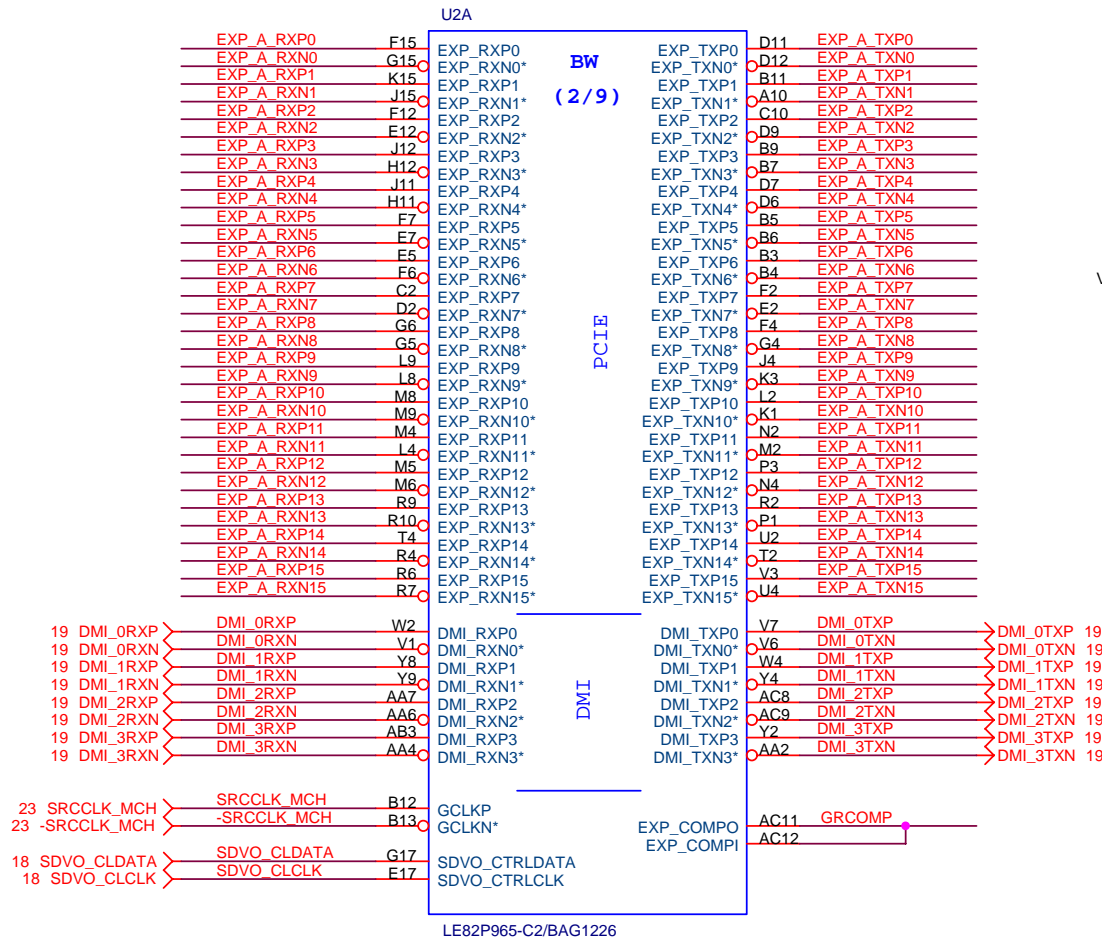 U2A
BW
(2/9)
EXP_A_RXP0 F15 EXP_RXP0 EXP_TXP0 D11 EXP_A_TXP0
EXP_A_RXN0 G15 EXP_RXN0* EXP_TXN0* D12 EXP_A_TXN0
EXP_A_RXP1 K15 EXP_RXP1 EXP_TXP1 B11 EXP_A_TXP1
EXP_A_RXN1 J15 EXP_RXN1* EXP_TXN1* A10 EXP_A_TXN1
EXP_A_RXP2 F12 EXP_RXP2 EXP_TXP2 C10 EXP_A_TXP2
EXP_A_RXN2 E12 EXP_RXN2* EXP_TXN2* D9 EXP_A_TXN2
EXP_A_RXP3 J12 EXP_RXP3 EXP_TXP3 B9 EXP_A_TXP3
EXP_A_RXN3 H12 EXP_RXN3* EXP_TXN3* B7 EXP_A_TXN3
EXP_A_RXP4 J11 EXP_RXP4 EXP_TXP4 D7 EXP_A_TXP4
EXP_A_RXN4 H11 EXP_RXN4* EXP_TXN4* D6 EXP_A_TXN4
EXP_A_RXP5 F7 EXP_RXP5 EXP_TXP5 B5 EXP_A_TXP5
EXP_A_RXN5 E7 EXP_RXN5* EXP_TXN5* B6 EXP_A_TXN5
EXP_A_RXP6 E5 EXP_RXP6 EXP_TXP6 B3 EXP_A_TXP6
EXP_A_RXN6 F6 EXP_RXN6* EXP_TXN6* B4 EXP_A_TXN6
EXP_A_RXP7 C2 EXP_RXP7 EXP_TXP7 F2 EXP_A_TXP7
EXP_A_RXN7 D2 EXP_RXN7* EXP_TXN7* E2 EXP_A_TXN7
EXP_A_RXP8 G6 EXP_RXP8 EXP_TXP8 F4 EXP_A_TXP8
EXP_A_RXN8 G5 EXP_RXN8* EXP_TXN8* G4 EXP_A_TXN8
PCIE
EXP_A_RXP9 L9 EXP_RXP9 EXP_TXP9 J4 EXP_A_TXP9
EXP_A_RXN9 L8 EXP_RXN9* EXP_TXN9* K3 EXP_A_TXN9
EXP_A_RXP10 M8 EXP_RXP10 EXP_TXP10 L2 EXP_A_TXP10
EXP_A_RXN10 M9 EXP_RXN10* EXP_TXN10* K1 EXP_A_TXN10
EXP_A_RXP11 M4 EXP_RXP11 EXP_TXP11 N2 EXP_A_TXP11
EXP_A_RXN11 L4 EXP_RXN11* EXP_TXN11* M2 EXP_A_TXN11
EXP_A_RXP12 M5 EXP_RXP12 EXP_TXP12 P3 EXP_A_TXP12
EXP_A_RXN12 M6 EXP_RXN12* EXP_TXN12* N4 EXP_A_TXN12
EXP_A_RXP13 R9 EXP_RXP13 EXP_TXP13 R2 EXP_A_TXP13
EXP_A_RXN13 R10 EXP_RXN13* EXP_TXN13* P1 EXP_A_TXN13
EXP_A_RXP14 T4 EXP_RXP14 EXP_TXP14 U2 EXP_A_TXP14
EXP_A_RXN14 R4 EXP_RXN14* EXP_TXN14* T2 EXP_A_TXN14
EXP_A_RXP15 R6 EXP_RXP15 EXP_TXP15 V3 EXP_A_TXP15
EXP_A_RXN15 R7 EXP_RXN15* EXP_TXN15* U4 EXP_A_TXN15
19 DMI_0RXP DMI_0RXP W2 DMI_RXP0 DMI_TXP0 V7 DMI_0TXP DMI_0TXP 19
19 DMI_0RXN DMI_0RXN V1 DMI_RXN0* DMI_TXN0* V6 DMI_0TXN DMI_0TXN 19
19 DMI_1RXP DMI_1RXP Y8 DMI_RXP1 DMI_TXP1 W4 DMI_1TXP DMI_1TXP 19
19 DMI_1RXN DMI_1RXN Y9 DMI_RXN1* DMI_TXN1* Y4 DMI_1TXN DMI_1TXN 19
DMI
19 DMI_2RXP DMI_2RXP AA7 DMI_RXP2 DMI_TXP2 AC8 DMI_2TXP DMI_2TXP 19
19 DMI_2RXN DMI_2RXN AA6 DMI_RXN2* DMI_TXN2* AC9 DMI_2TXN DMI_2TXN 19
19 DMI_3RXP DMI_3RXP AB3 DMI_RXP3 DMI_TXP3 Y2 DMI_3TXP DMI_3TXP 19
19 DMI_3RXN DMI_3RXN AA4 DMI_RXN3* DMI_TXN3* AA2 DMI_3TXN DMI_3TXN 19
23 SRCCLK_MCH SRCCLK_MCH B12 GCLKP
23 -SRCCLK_MCH -SRCCLK_MCH B13 GCLKN* EXP_COMPO AC11 GRCOMP
EXP_COMPI AC12
18 SDVO_CLDATA SDVO_CLDATA G17 SDVO_CTRLDATA
18 SDVO_CLCLK SDVO_CLCLK E17 SDVO_CTRLCLK
LE82P965-C2/BAG1226